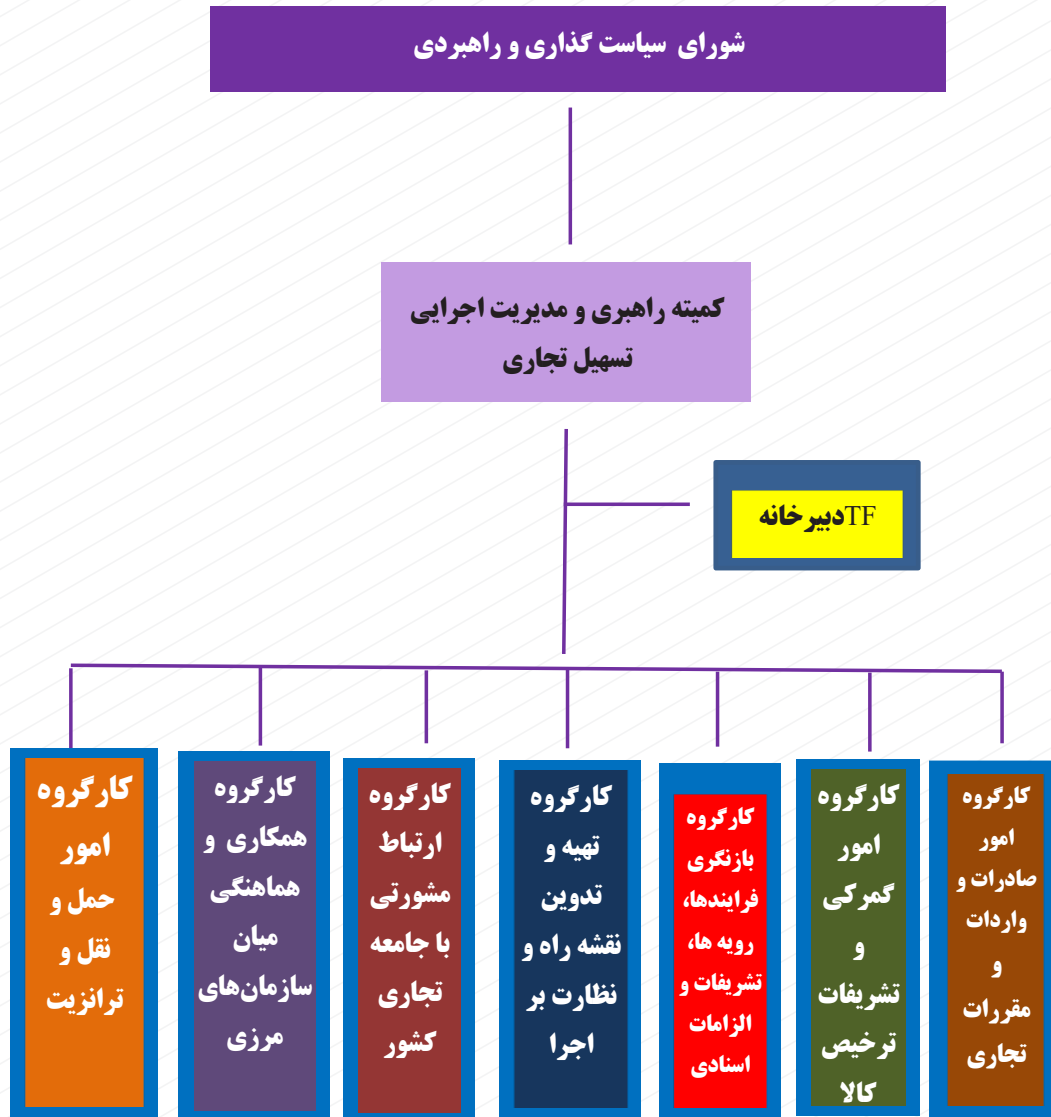 شورای سیاست گذاری و راهبردی
کمیته راهبری و مدیریت اجرایی
تسهیل تجاری
TFدبیرخانه
کارگروه
امور
صادرات و
واردات
و
مقررات
تجاری
کارگروه
امور
گمرکی
و
تشریفات
ترخیص
کالا
کارگروه
بازنگری
فرایندها،
رویه ها،
تشریفات و
الزامات
اسنادی
کارگروه
تهیه و
تدوین
نقشه راه و
نظارت بر
اجرا
کارگروه
ارتباط
مشورتی
با جامعه
تجاری
کشور
کارگروه
همکاری و
هماهنگی
میان
سازمان‌های
مرزی
کارگروه
امور
حمل و
نقل و
ترانزیت